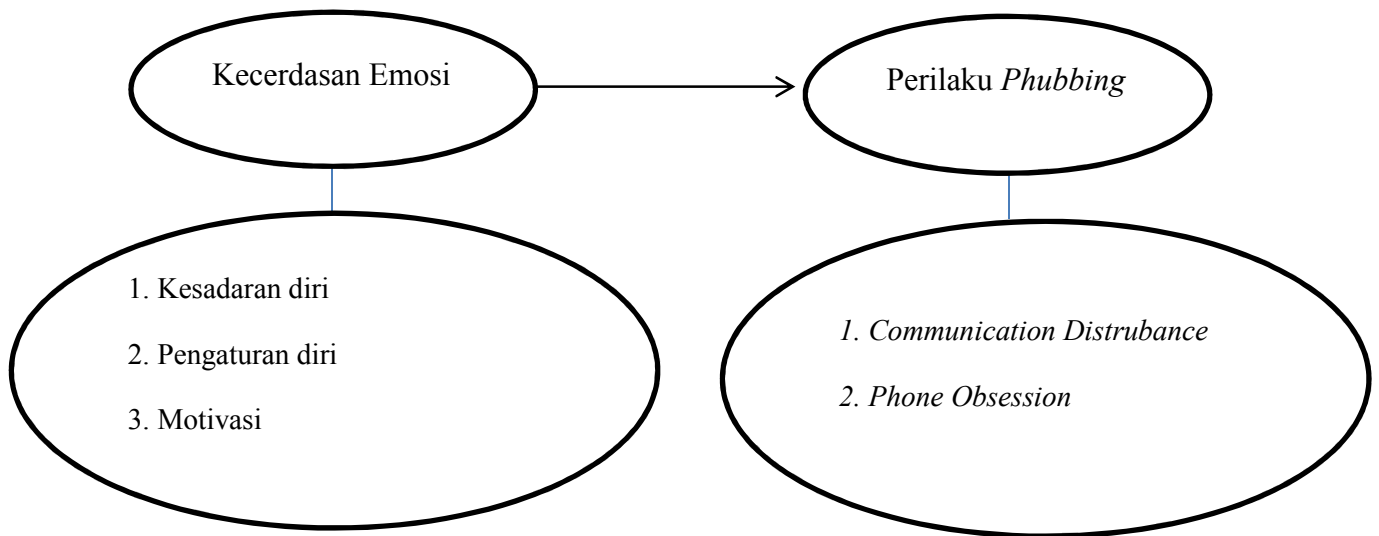 Kecerdasan Emosi
Perilaku Phubbing
1. Kesadaran diri
2. Pengaturan diri
3. Motivasi
1. Communication Distrubance
2. Phone Obsession